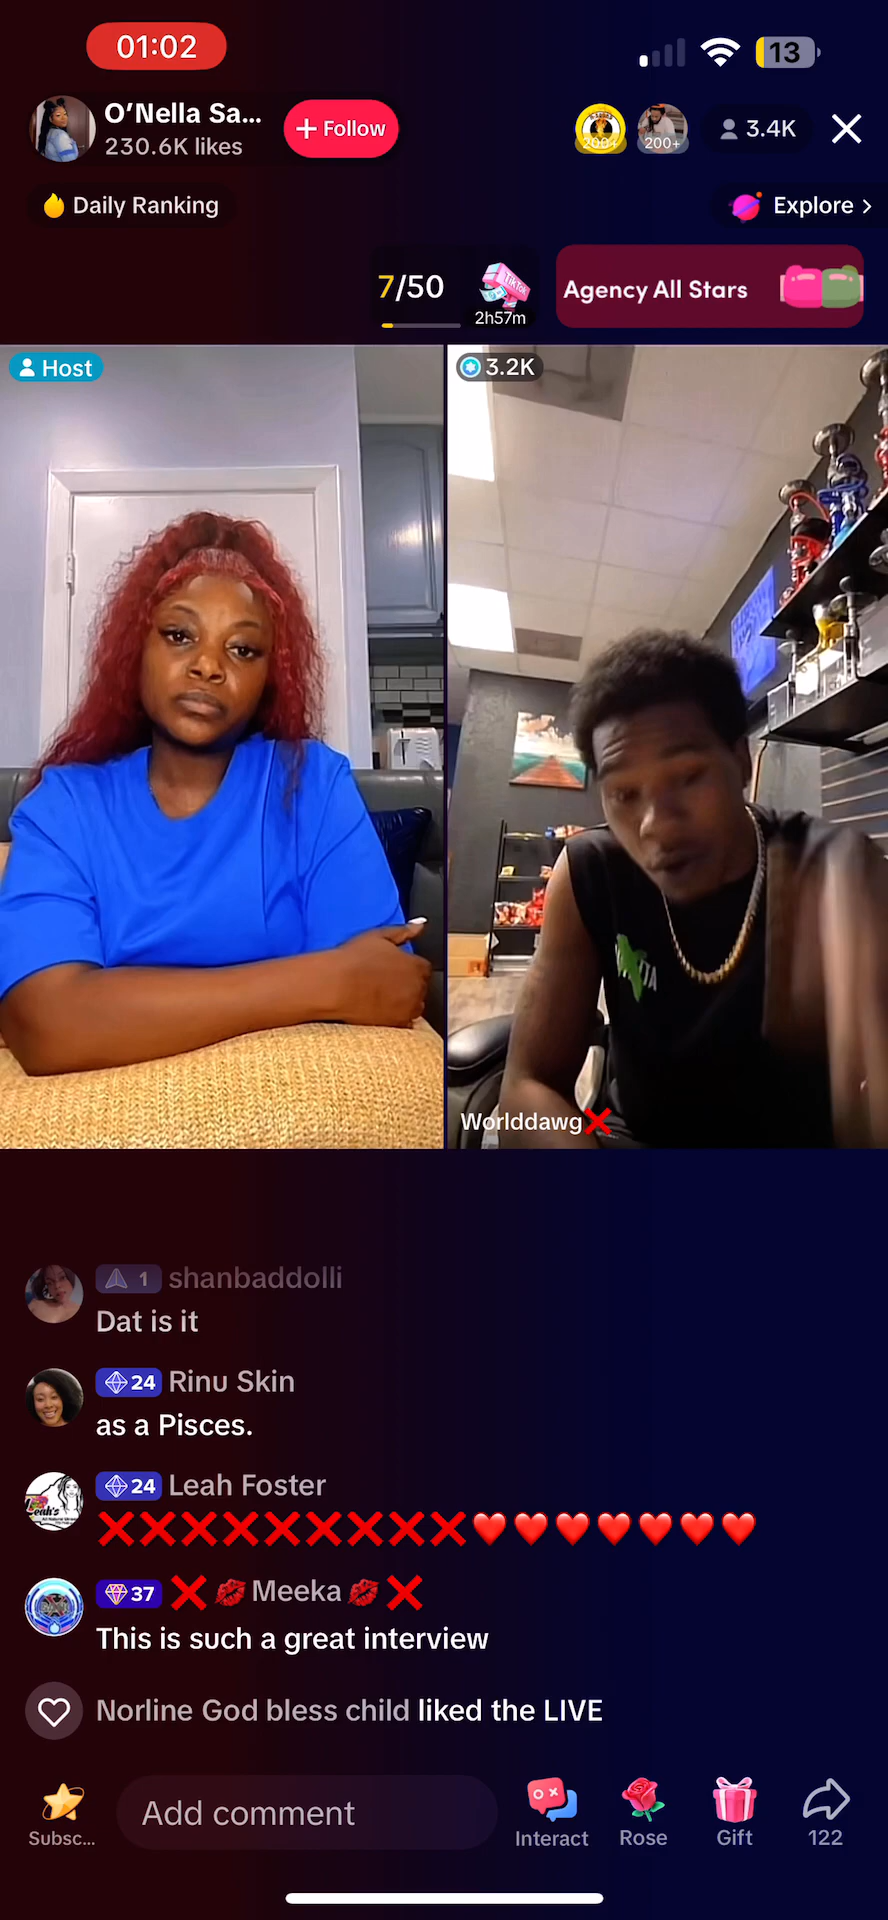 01:02
13
O’Nella Sa...
230.6K likes
+ Follow
200+
200+
3.4K
Daily Ranking
Explore >
7/50
TikTok
2h57m
Agency All Stars
Host
3.2K
Worlddawg❌
1 shanbaddolli
Dat is it
24 Rinu Skin
as a Pisces.
24 Leah Foster
❌❌❌❌❌❌❌❌❌❤️❤️❤️❤️❤️❤️❤️
37 ❌💋Meeka💋❌
This is such a great interview
Norline God bless child liked the LIVE
Subsc...
Add comment
Interact
Rose
Gift
122